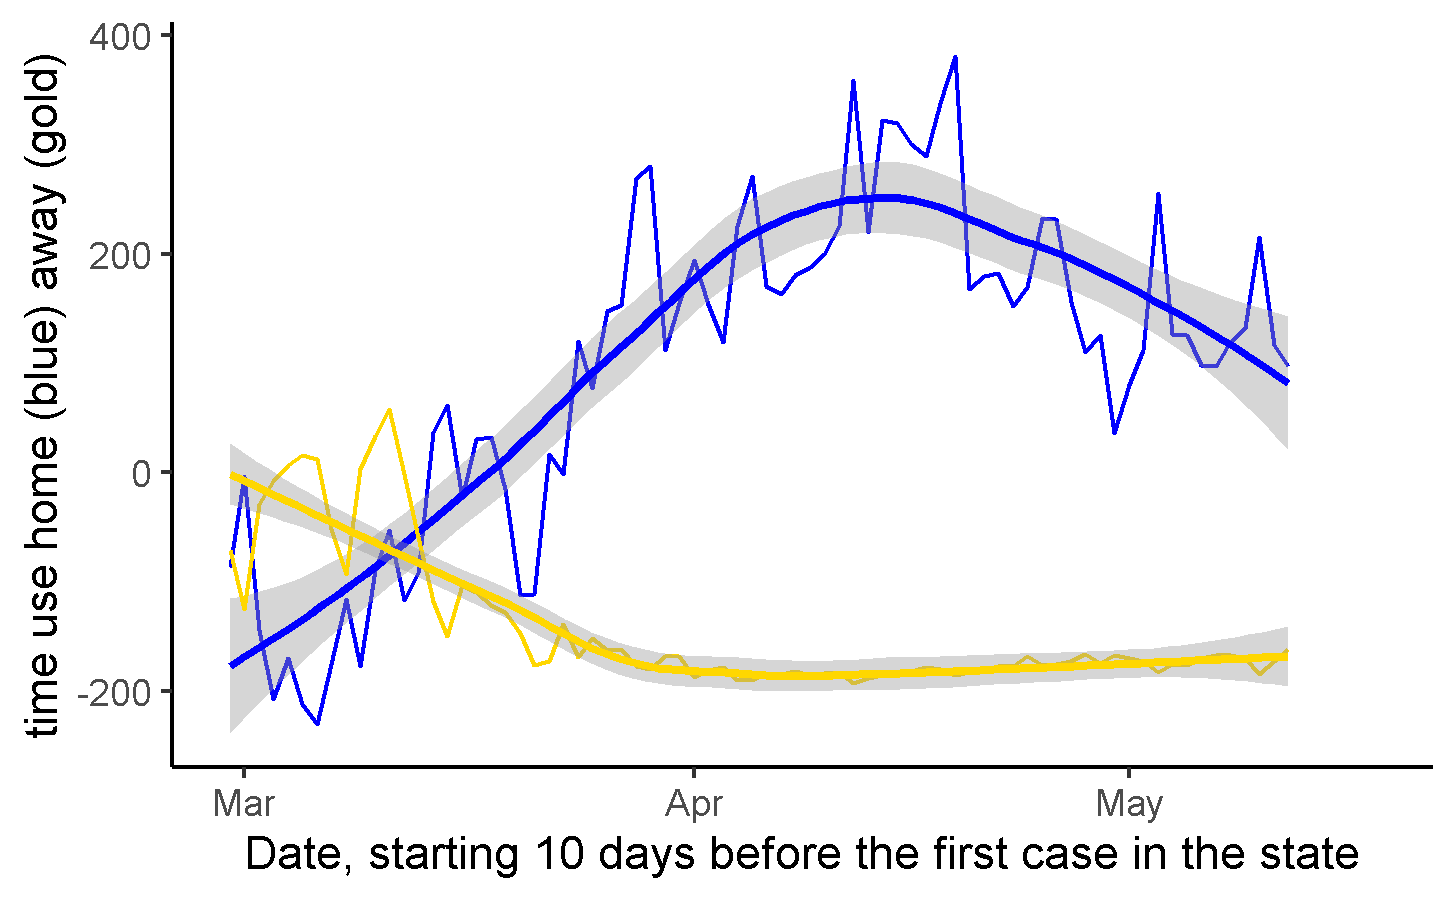 time use home (blue) away (gold)
400
200
0
-200
Mar
Apr
May
Date, starting 10 days before the first case in the state